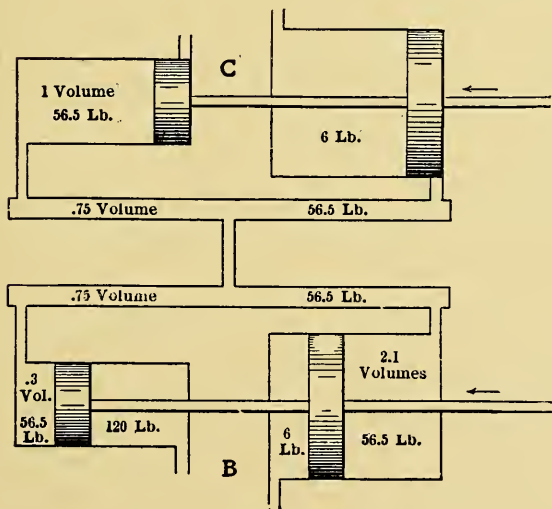 C
1 Volume
56.5 Lb.
6 Lb.
.75 Volume 56.5 Lb.
.75 Volume 56.5 Lb.
2.1
Volumes
.3
Vol.
56.5
Lb.
120 Lb.
6
Lb.
56.5 Lb.
B